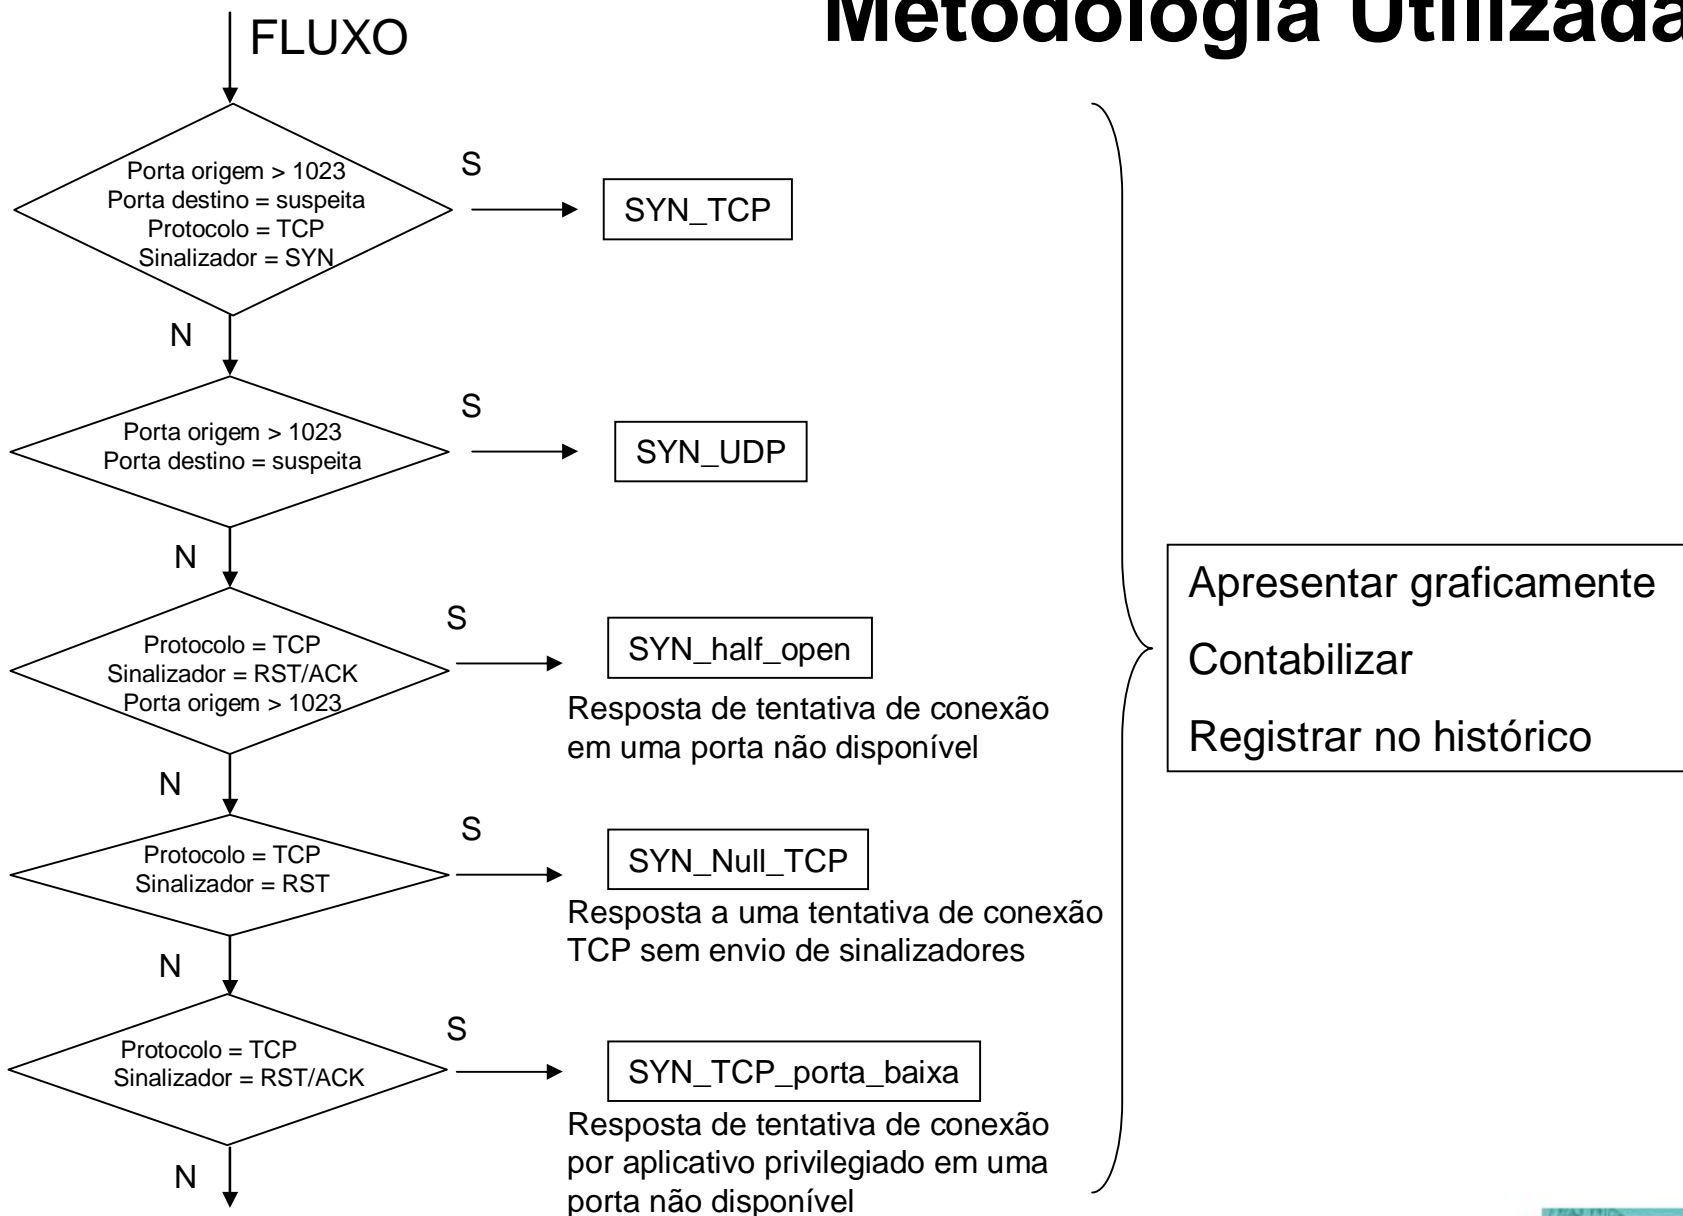 Metodologia Utilizada
FLUXO
Porta origem > 1023
Porta destino = suspeita
Protocolo = TCP
Sinalizador = SYN
S
SYN_TCP
N
Porta origem > 1023
Porta destino = suspeita
S
SYN_UDP
N
Protocolo = TCP
Sinalizador = RST/ACK
Porta origem > 1023
S
SYN_half_open
Resposta de tentativa de conexão
em uma porta não disponível
N
Protocolo = TCP
Sinalizador = RST
S
SYN_Null_TCP
Resposta a uma tentativa de conexão
TCP sem envio de sinalizadores
N
Protocolo = TCP
Sinalizador = RST/ACK
S
SYN_TCP_porta_baixa
Resposta de tentativa de conexão
por aplicativo privilegiado em uma
porta não disponível
N
Apresentar graficamente
Contabilizar
Registrar no histórico